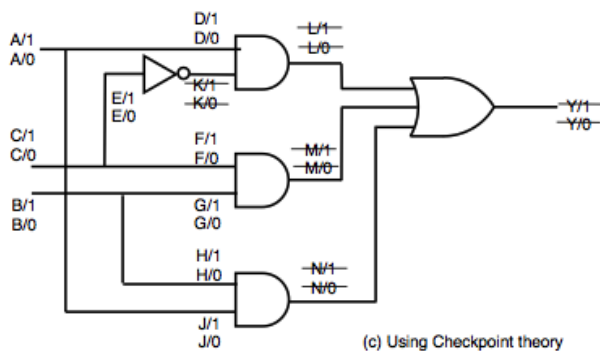 D/1
D/0
L/1
L/0
A/1
A/0
K/1
K/0
E/1
E/0
Y/1
Y/0
C/1
C/0
F/1
F/0
M/1
M/0
B/1
B/0
G/1
G/0
H/1
H/0
N/1
N/0
J/1
J/0
(c) Using Checkpoint theory